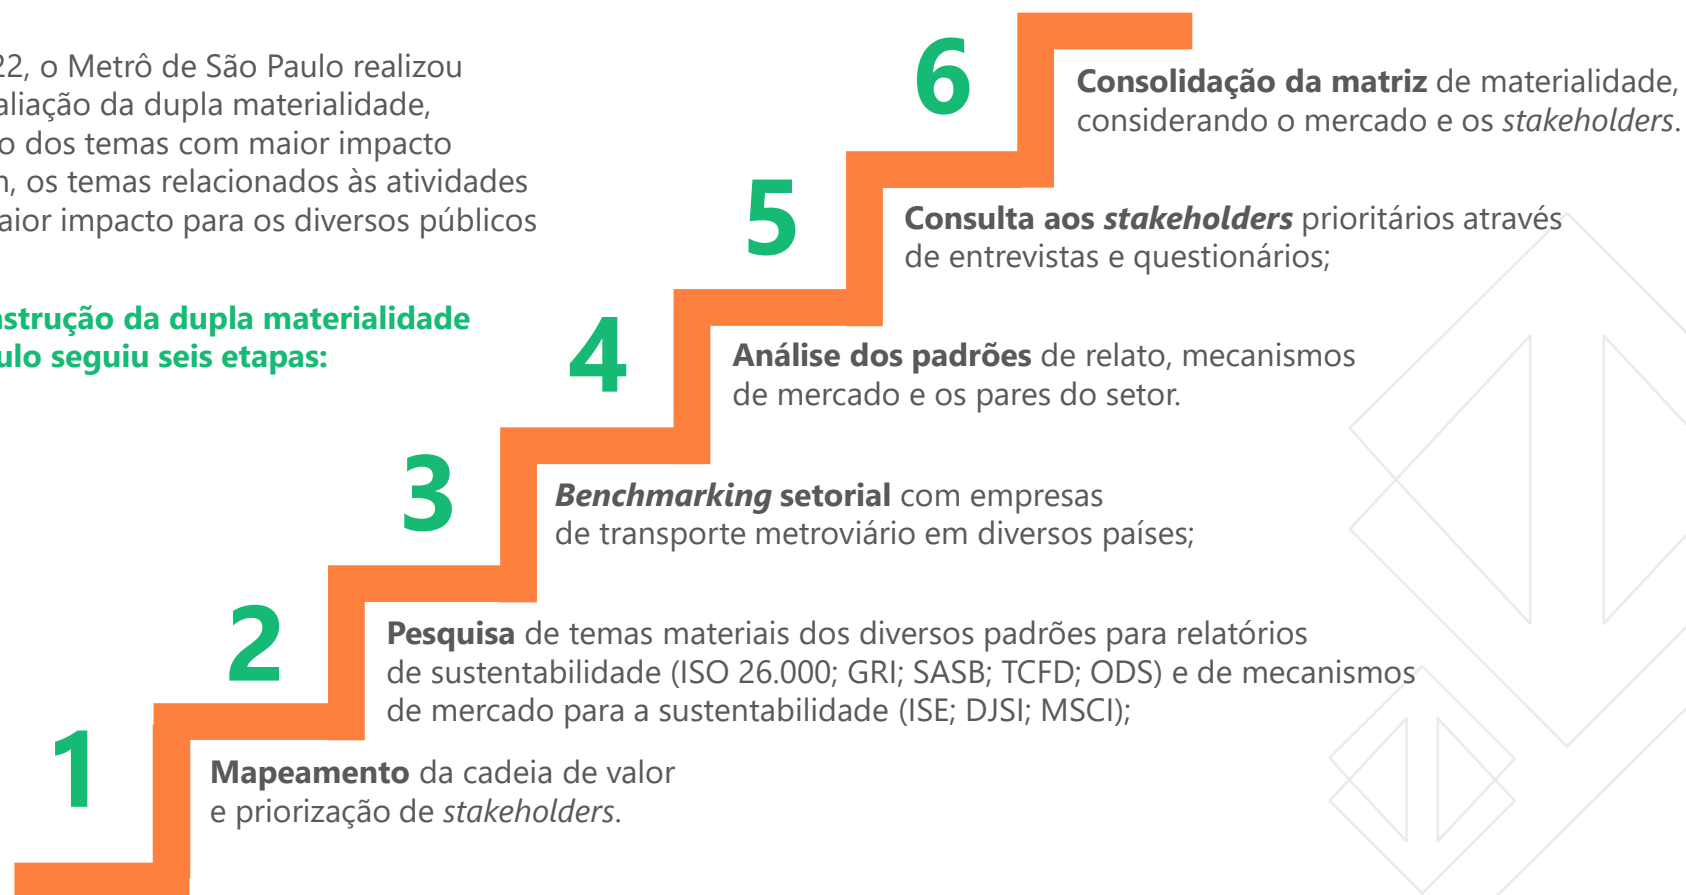 22, o Metrô de São Paulo realizou
aliação da dupla materialidade,
o dos temas com maior impacto
, os temas relacionados às atividades
aior impacto para os diversos públicos
nstrução da dupla materialidade
ulo seguiu seis etapas:
6
Consolidação da matriz de materialidade,
considerando o mercado e os stakeholders.
5
Consulta aos stakeholders prioritários através
de entrevistas e questionários;
4
Análise dos padrões de relato, mecanismos
de mercado e os pares do setor.
3
Benchmarking setorial com empresas
de transporte metroviário em diversos países;
2
Pesquisa de temas materiais dos diversos padrões para relatórios
de sustentabilidade (ISO 26.000; GRI; SASB; TCFD; ODS) e de mecanismos
de mercado para a sustentabilidade (ISE; DJSI; MSCI);
1
Mapeamento da cadeia de valor
e priorização de stakeholders.